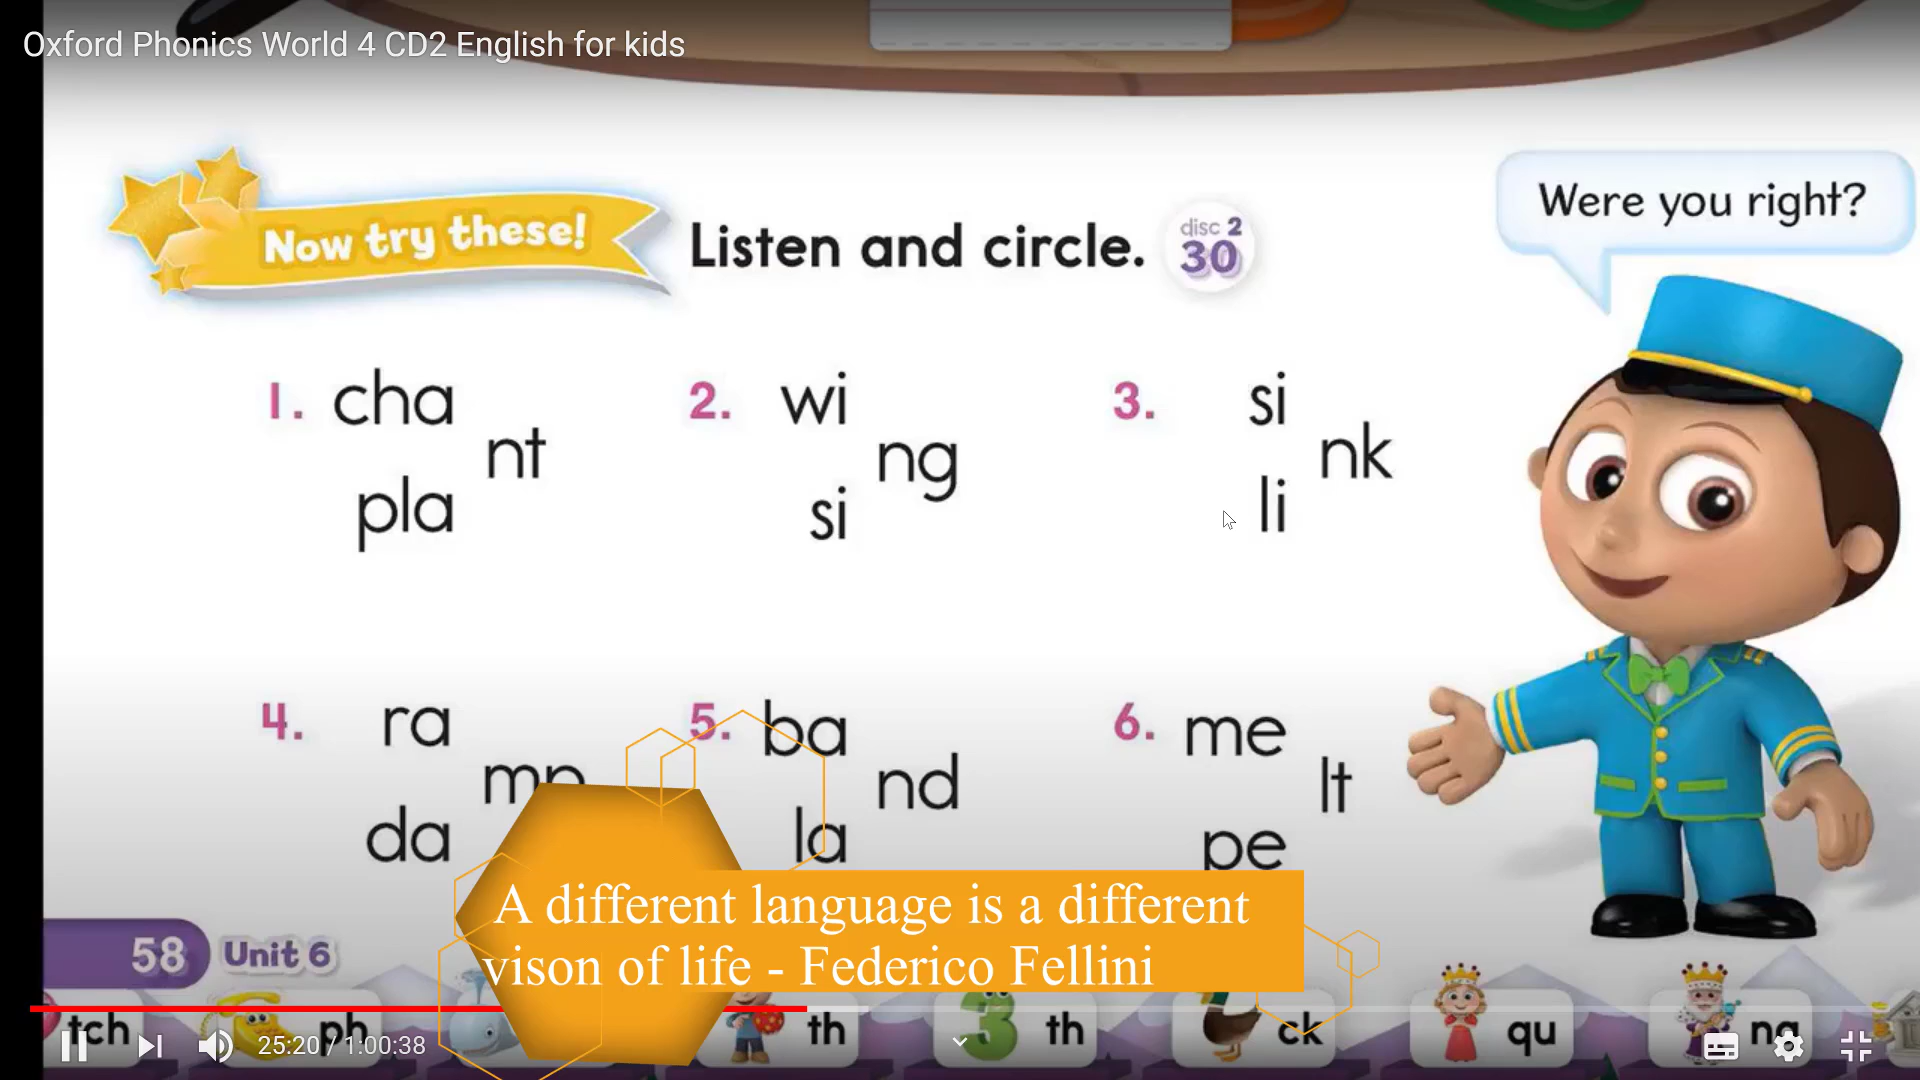 Oxford Phonics World 4 CD2 English for kids
Now try these!
Listen and circle.
disc 2
30
Were you right?
1. cha
nt
pla
2. wi
ng
si
3. si
nk
li
4. ra
mp
da
5. ba
nd
la
6. me
lt
pe
A different language is a different
vison of life - Federico Fellini
58 Unit 6
tch
ph
th
3
th
ck
qu
ng
25:20 / 1:00:38